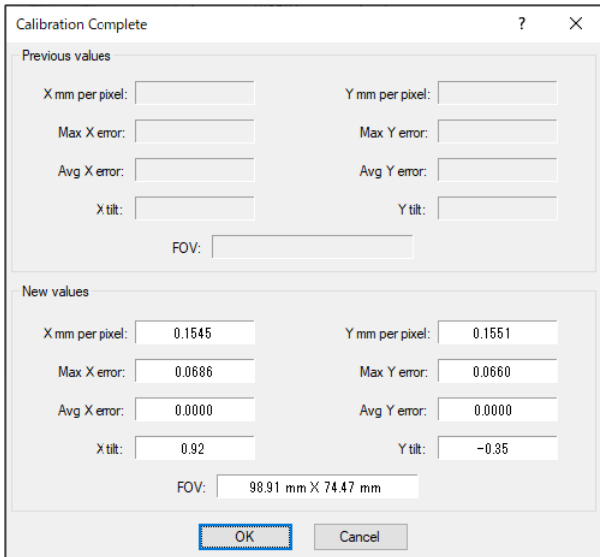 Calibration Complete ? ×
Previous values
X mm per pixel: Y mm per pixel:
Max X error: Max Y error:
Avg X error: Avg Y error:
X tilt: Y tilt:
FOV:
New values
X mm per pixel: 0.1545 Y mm per pixel: 0.1551
Max X error: 0.0686 Max Y error: 0.0660
Avg X error: 0.0000 Avg Y error: 0.0000
X tilt: 0.92 Y tilt: -0.35
FOV: 98.91 mm X 74.47 mm
OK Cancel